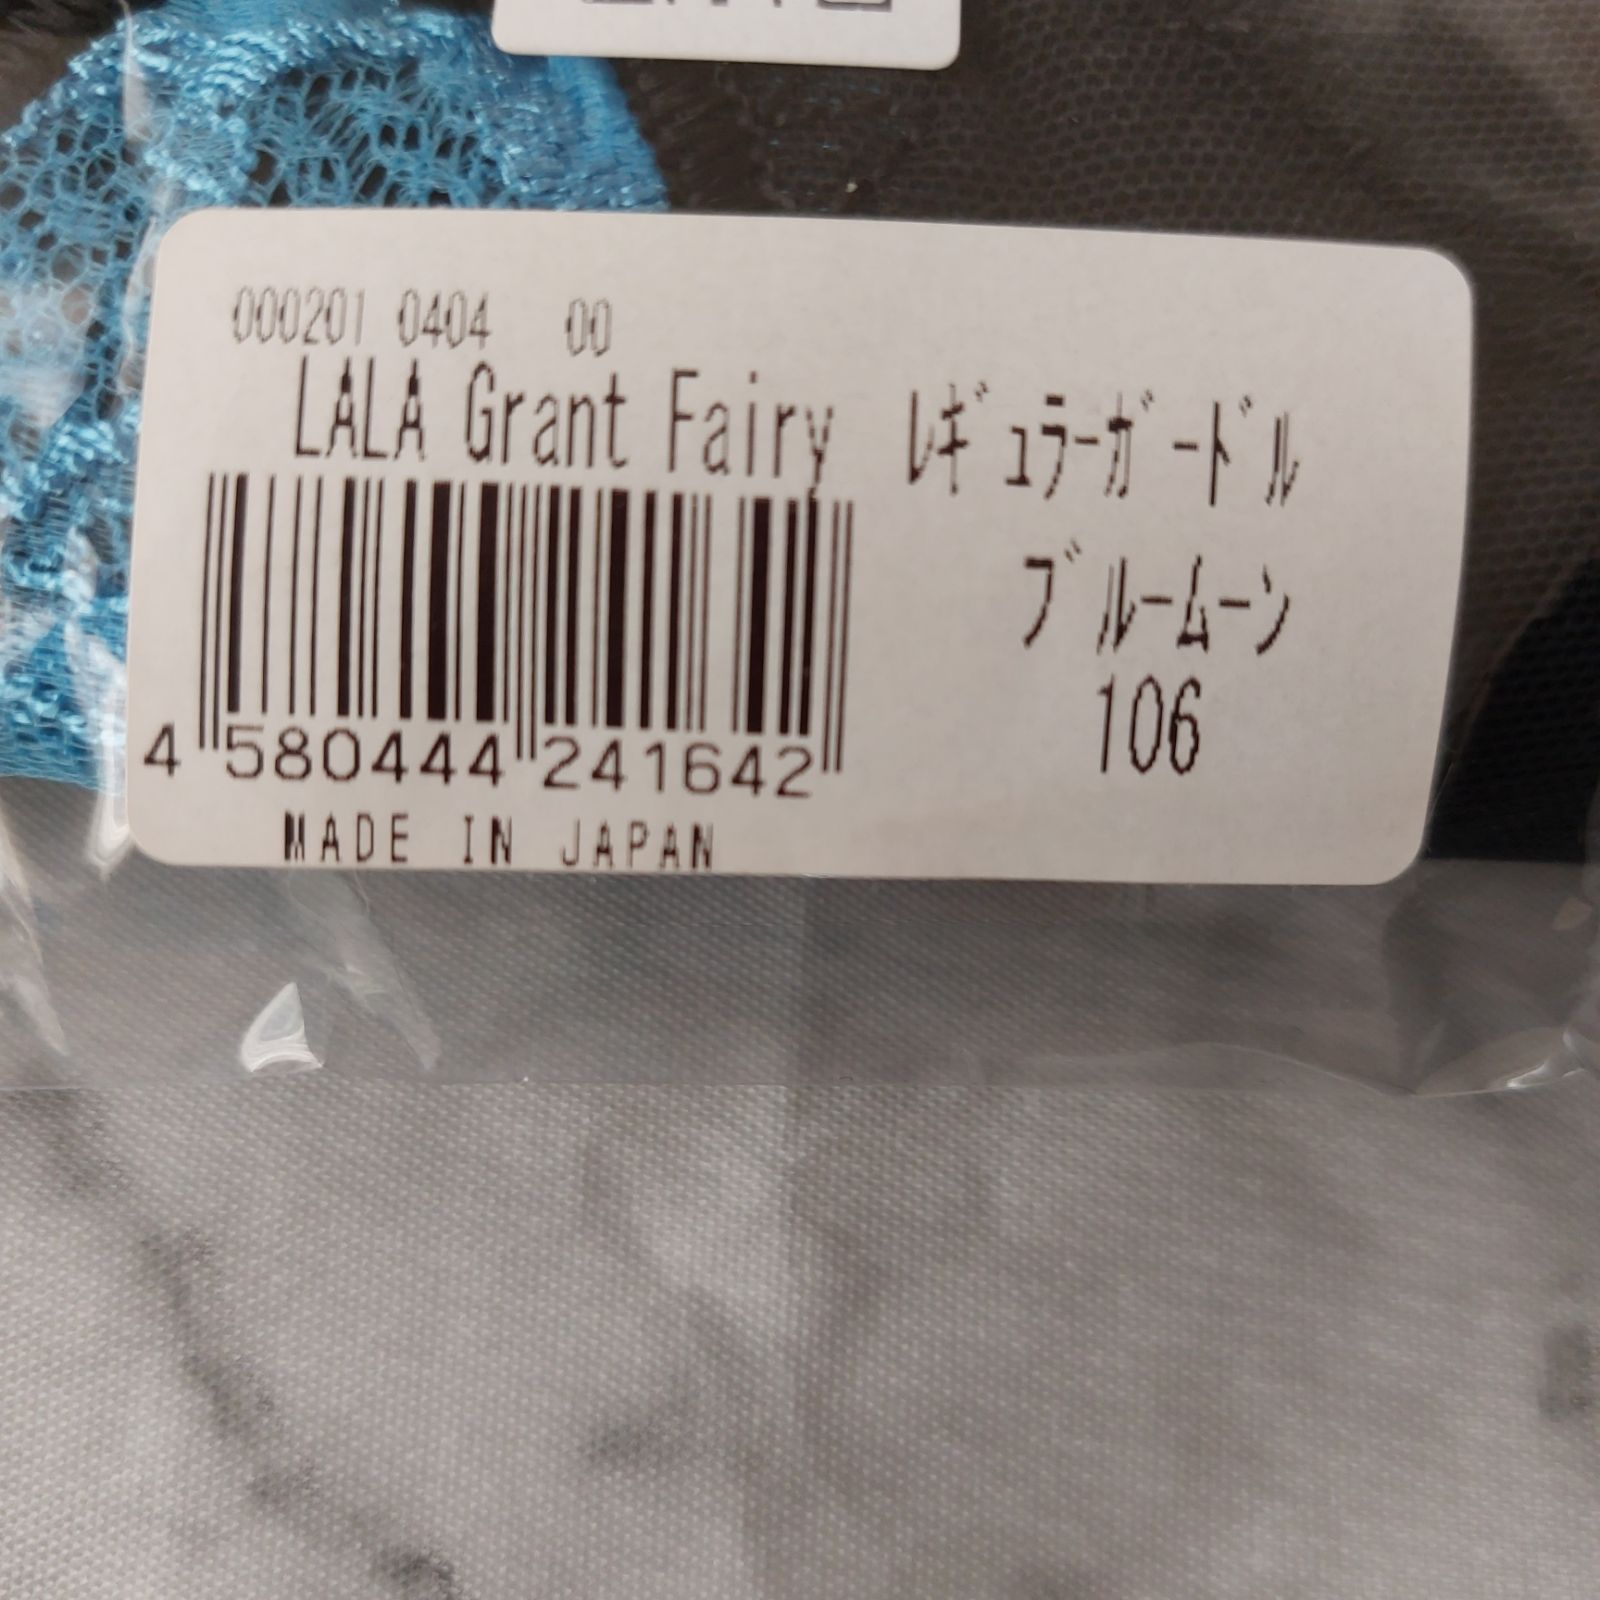 000201 0404 00
LALA Grant Fairy ﾚｷﾞｭﾗｰｶﾞｰﾄﾞﾙ
ﾌﾞﾙｰﾑｰﾝ
106
4 580444 241642
MADE IN JAPAN